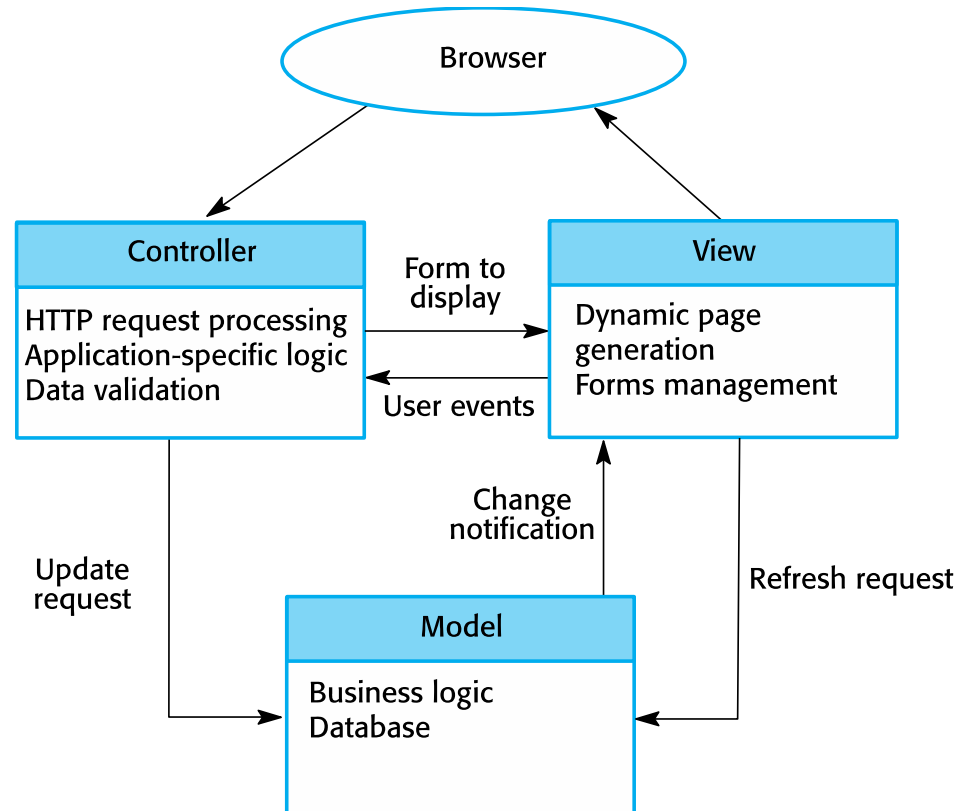 Browser
Controller
HTTP request processing
Application-specific logic
Data validation
Form to
display
User events
View
Dynamic page
generation
Forms management
Update
request
Change
notification
Refresh request
Model
Business logic
Database